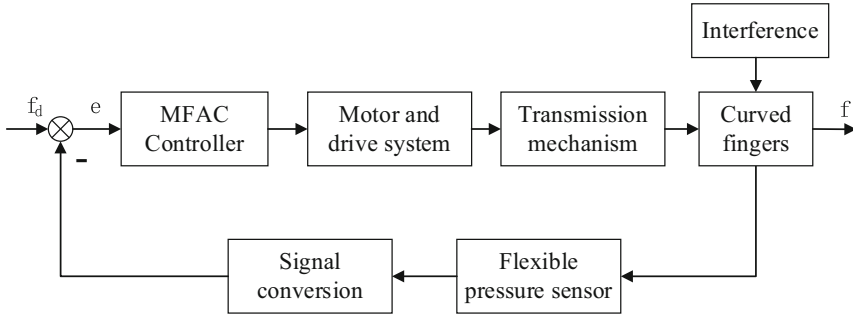 Interference
f_d
e
MFAC
Controller
Motor and
drive system
Transmission
mechanism
Curved
fingers
f
-
Signal
conversion
Flexible
pressure sensor